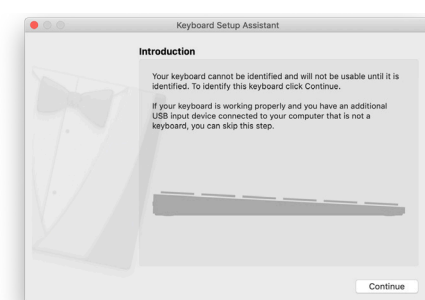 Keyboard Setup Assistant
Introduction
Your keyboard cannot be identified and will not be usable until it is
identified. To identify this keyboard click Continue.
If your keyboard is working properly and you have an additional
USB input device connected to your computer that is not a
keyboard, you can skip this step.
Continue